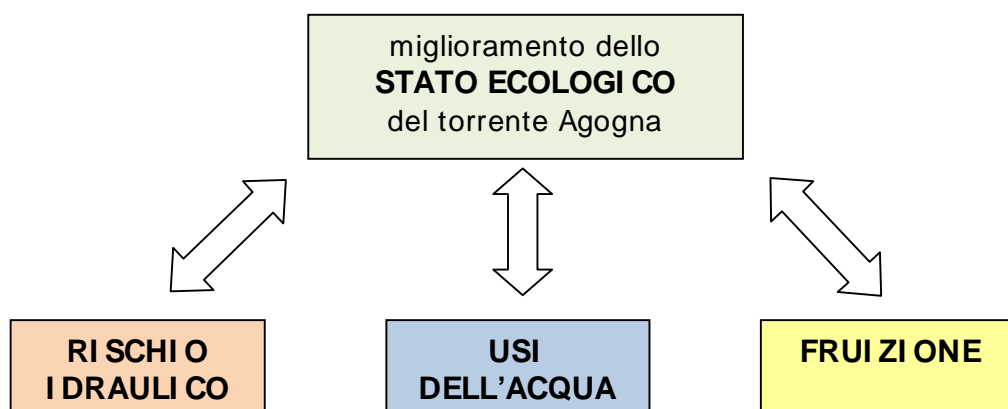 miglioramento dello
STATO ECOLOGICO
del torrente Agogna
RISCHIO
IDRAULICO
USI
DELL'ACQUA
FRUIZIONE